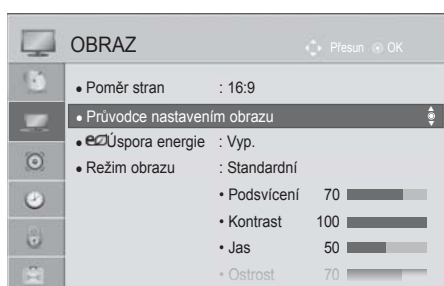 OBRAZ Přesun OK
• Poměr stran : 16:9
• Průvodce nastavením obrazu
• eco Úspora energie : Vyp.
• Režim obrazu : Standardní
• Podsvícení 70
• Kontrast 100
• Jas 50
• Ostrost 70